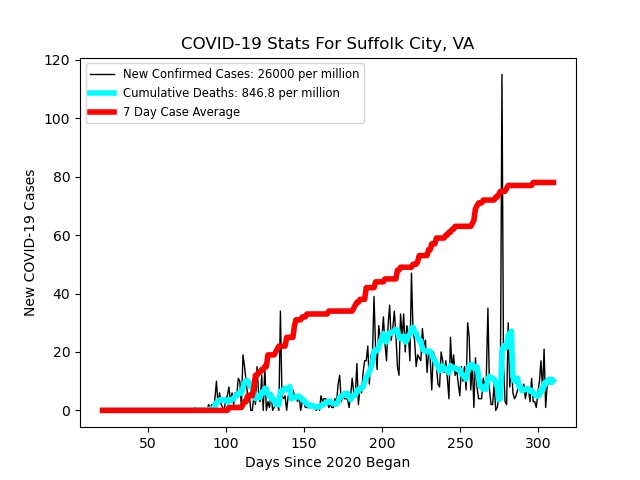 COVID-19 Stats For Suffolk City, VA
New Confirmed Cases: 26000 per million
Cumulative Deaths: 846.8 per million
7 Day Case Average
New COVID-19 Cases
120
100
80
60
40
20
0
50 100 150 200 250 300
Days Since 2020 Began